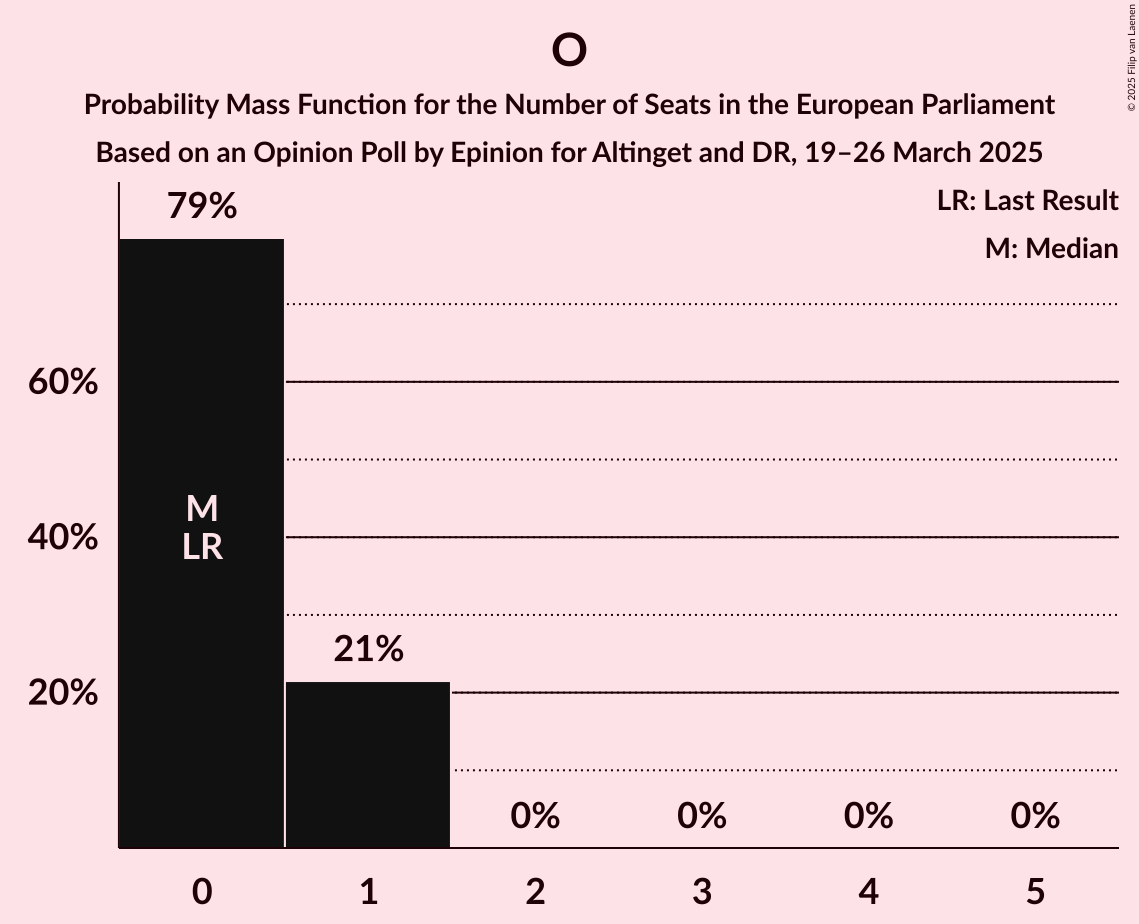 O
Probability Mass Function for the Number of Seats in the European Parliament
Based on an Opinion Poll by Epinion for Altinget and DR, 19–26 March 2025
© 2025 Filip van Laenen
LR: Last Result
M: Median
79%
60%
M
40%
LR
21%
20%
0% 0% 0% 0%
0 1 2 3 4 5